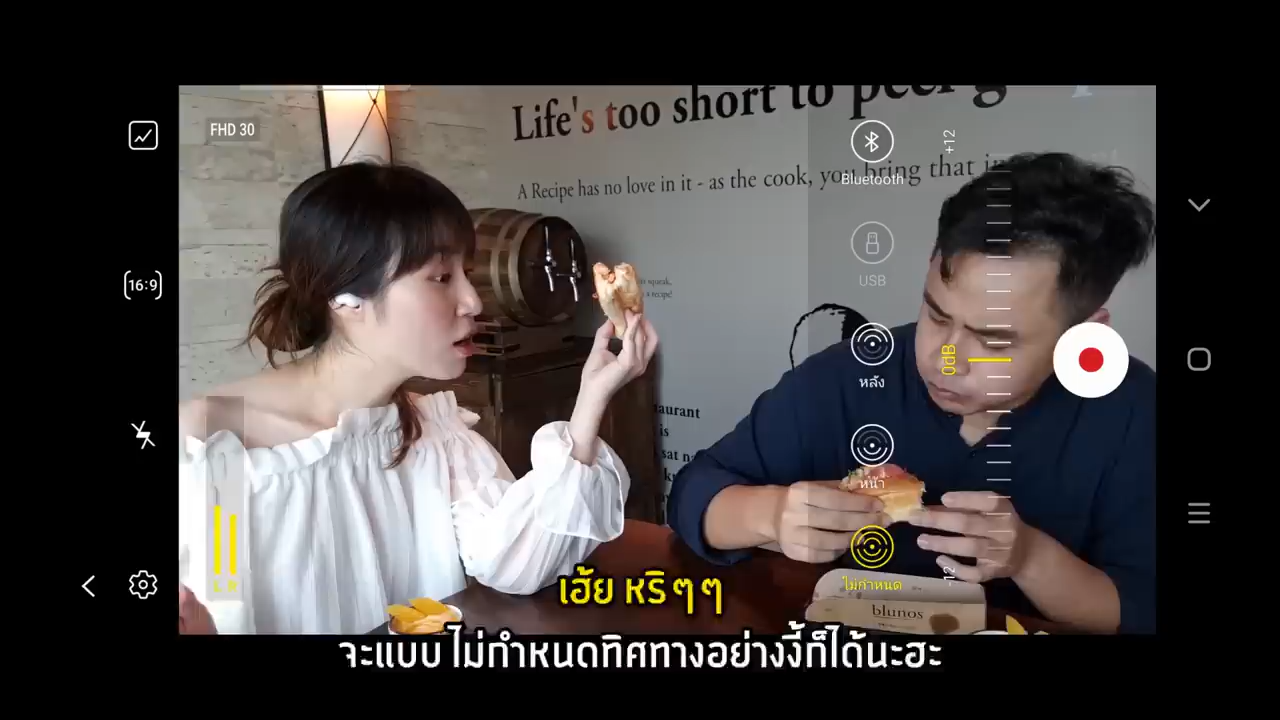 Life's too short to
FHD 30
+12
A Recipe has no love in it - as the cook, you bring that in
Bluetooth
USB
0dB
หลัง
aurant
is
หน้า
-12
ไม่กำหนด
L R
blunos
16:9
เฮ้ย หริๆๆ
จะแบบ ไม่กำหนดทิศทางอย่างงี้ก็ได้นะฮะ